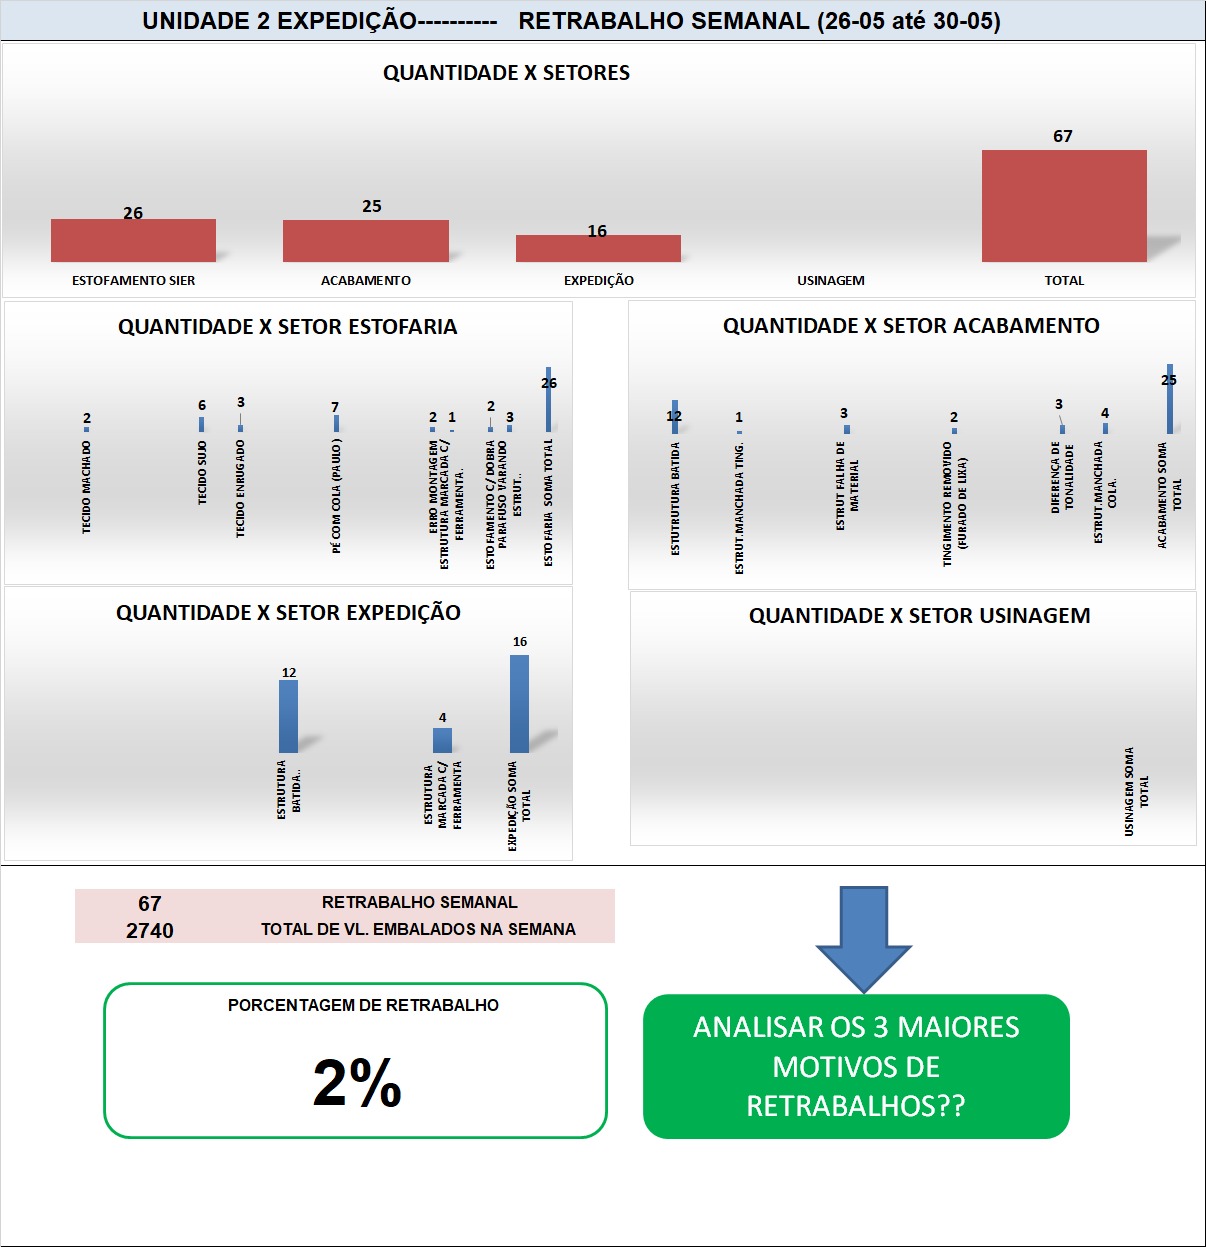 UNIDADE 2 EXPEDIÇÃO---------- RETRABALHO SEMANAL (26-05 até 30-05)
QUANTIDADE X SETORES
26
25
16
67
ESTOFAMENTO SIER
ACABAMENTO
EXPEDIÇÃO
USINAGEM
TOTAL
QUANTIDADE X SETOR ESTOFARIA
2
6
3
7
2
1
2
3
26
TECIDO MACHADO
TECIDO SUJO
TECIDO ENRUGADO
PÉ COM COLA (PAULO)
ERRO MONTAGEM
ESTRUTURA MARCADA C/
FERRAMENTA.
ESTOFAMENTO C/ DOBRA
PARAFUSO VARANDO
ESTRUT..
ESTOFARIA SOMA TOTAL
QUANTIDADE X SETOR ACABAMENTO
12
1
3
2
3
4
25
ESTUTRUTURA BATIDA
ESTRUT.MANCHADA TING.
ESTRUT FALHA DE
MATERIAL
TINGIMENTO REMOVIDO
(FURADO DE LIXA)
DIFERENÇA DE
TONALIDADE
ESTRUT.MANCHADA
COLA.
ACABAMENTO SOMA
TOTAL
QUANTIDADE X SETOR EXPEDIÇÃO
12
4
16
ESTRUTURA
BATIDA..
ESTRUTURA
MARCADA C/
FERRAMENTA
EXPEDIÇÃO SOMA
TOTAL
QUANTIDADE X SETOR USINAGEM
USINAGEM SOMA
TOTAL
67 RETRABALHO SEMANAL
2740 TOTAL DE VL. EMBALADOS NA SEMANA
PORCENTAGEM DE RETRABALHO
2%
ANALISAR OS 3 MAIORES
MOTIVOS DE
RETRABALHOS??